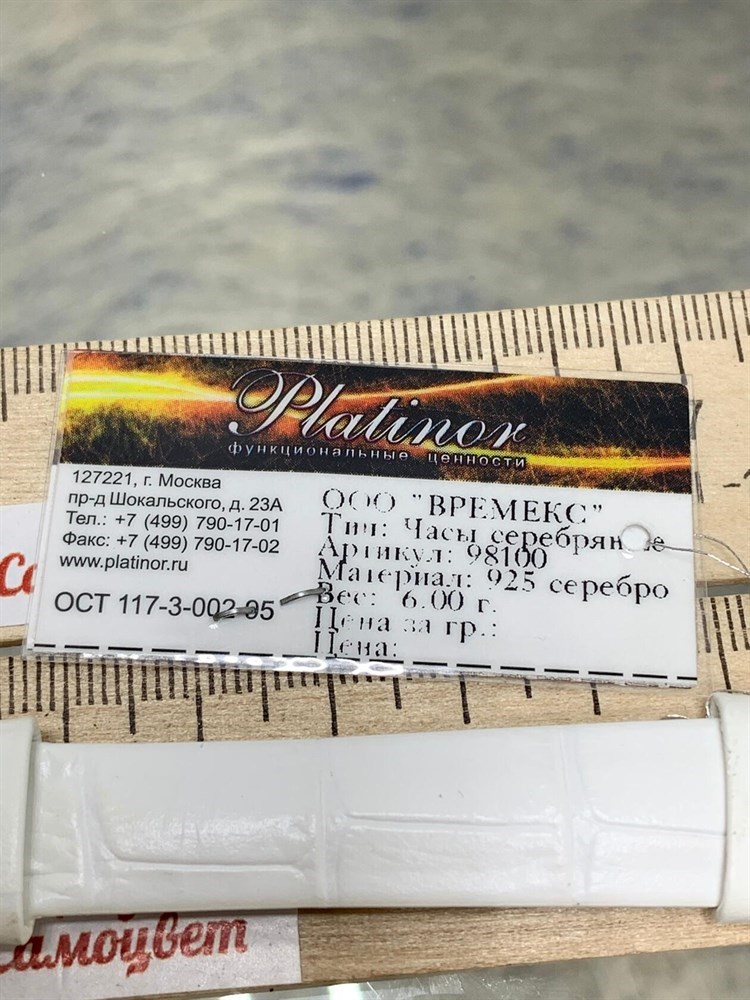 Platinor
функциональные ценности
127221, г. Москва
пр-д Шокальского, д. 23А
Тел.: +7 (499) 790-17-01
Факс: +7 (499) 790-17-02
www.platinor.ru
ОСТ 117-3-002-95
ООО "ВРЕМЕКС"
Тип: Часы серебряные
Артикул: 98100
Материал: 925 серебро
Вес: 6.00 г.
Цена за гр.:
Цена:
Самоцвет